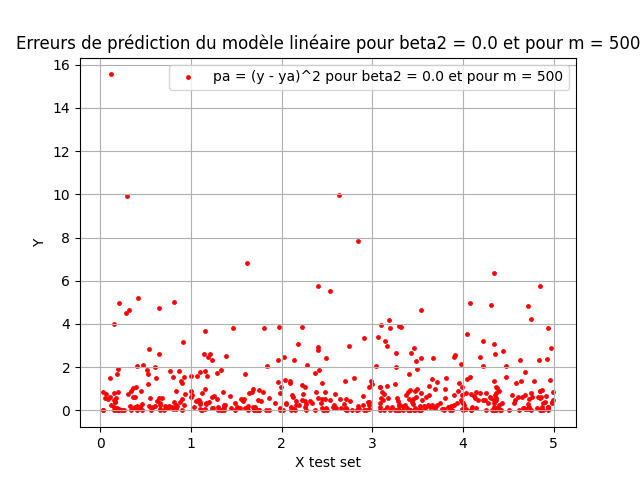 Erreurs de prédiction du modèle linéaire pour beta2 = 0.0 et pour m = 500
pa = (y - ya)^2 pour beta2 = 0.0 et pour m = 500
16
14
12
10
8
6
4
2
0
Y
0 1 2 3 4 5
X test set